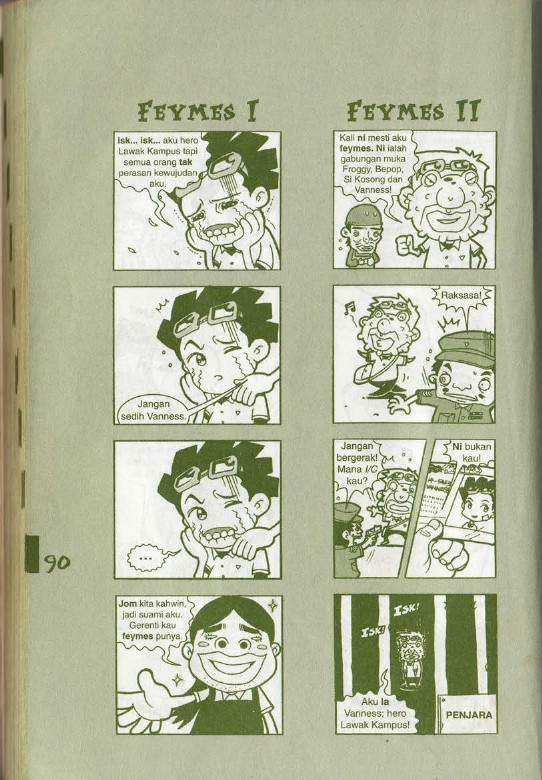 FEYMES I
Isk... isk... aku hero
Lawak Kampus tapi
semua orang tak
perasan kewujudan
aku.
Jangan
sedih Vanness.
...
Jom kita kahwin,
jadi suami aku.
Gerenti kau
feymes punya.
FEYMES II
Kali ni mesti aku
feymes. Ni ialah
gabungan muka
Froggy, Bepop,
Si Kosong dan
Vanness!
Raksasa!
Jangan
bergerak!
Mana I/C
kau?
Ni bukan
kau!
ISK!
ISK!
Aku la
Vanness; hero
Lawak Kampus!
PENJARA
90